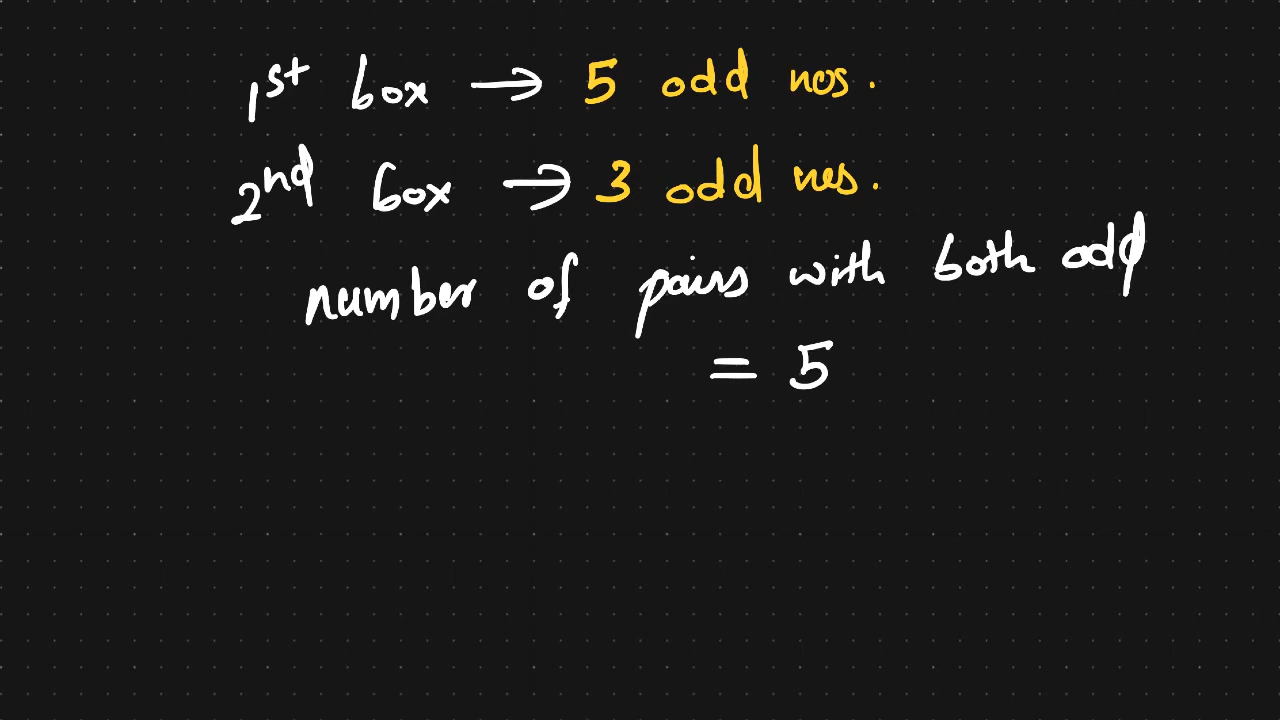 1st box → 5 odd nos.
2nd box → 3 odd nos.
number of pairs with both odd
= 5